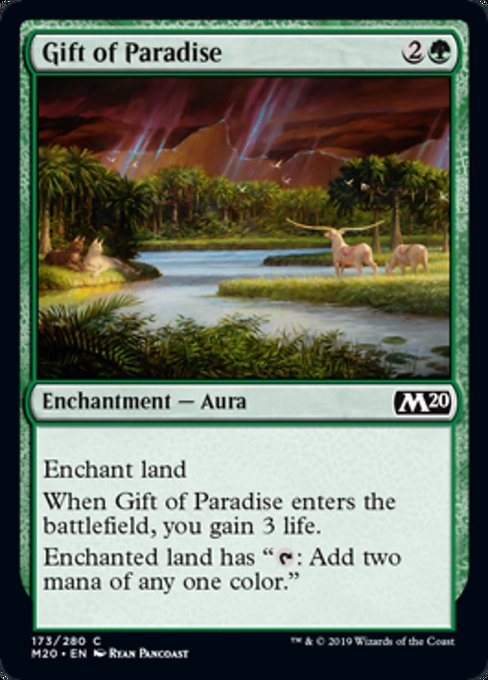 Gift of Paradise 2
Enchantment — Aura M20
Enchant land
When Gift of Paradise enters the
battlefield, you gain 3 life.
Enchanted land has “: Add two
mana of any one color.”
173/280 C
M20 • EN Ryan Pancoast
™ & © 2019 Wizards of the Coast